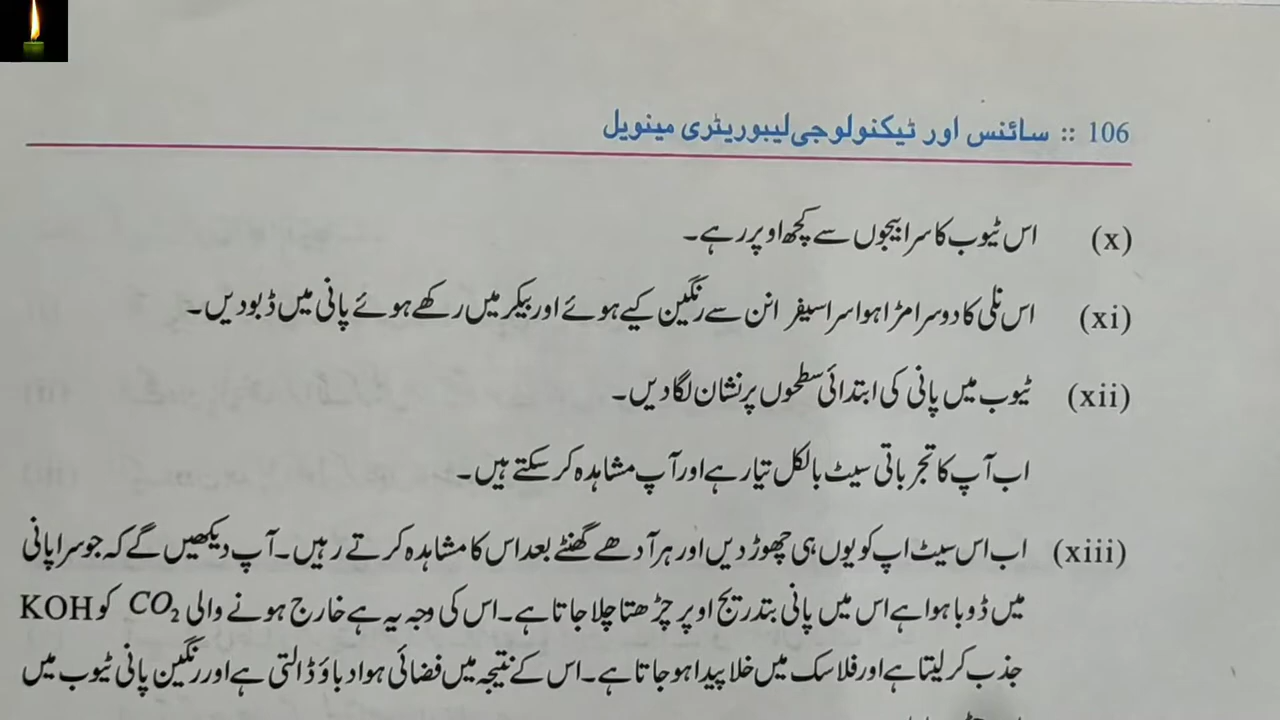 106 :: سائنس اور ٹیکنولوجی لیبوریٹری مینویل
(x) اس ٹیوب کا سرا بیجوں سے کچھ اوپر رہے۔
(xi) اس نلی کا دوسرا مڑا ہوا سرا سیفر انن سے رنگین کیے ہوئے اور بیکر میں رکھے ہوئے پانی میں ڈبو دیں۔
(xii) ٹیوب میں پانی کی ابتدائی سطحوں پر نشان لگا دیں۔
اب آپ کا تجرباتی سیٹ بالکل تیار ہے اور آپ مشاہدہ کر سکتے ہیں۔
(xiii) اب اس سیٹ اپ کو یوں ہی چھوڑ دیں اور ہر آدھے گھنٹے بعد اس کا مشاہدہ کرتے رہیں۔ آپ دیکھیں گے کہ جو سرا پانی
میں ڈوبا ہوا ہے اس میں پانی بتدریج اوپر چڑھتا چلا جاتا ہے۔ اس کی وجہ یہ ہے خارج ہونے والی CO₂ کو KOH
جذب کر لیتا ہے اور فلاسک میں خلا پیدا ہو جاتا ہے۔ اس کے نتیجہ میں فضائی ہوا دباؤ ڈالتی ہے اور رنگین پانی ٹیوب میں